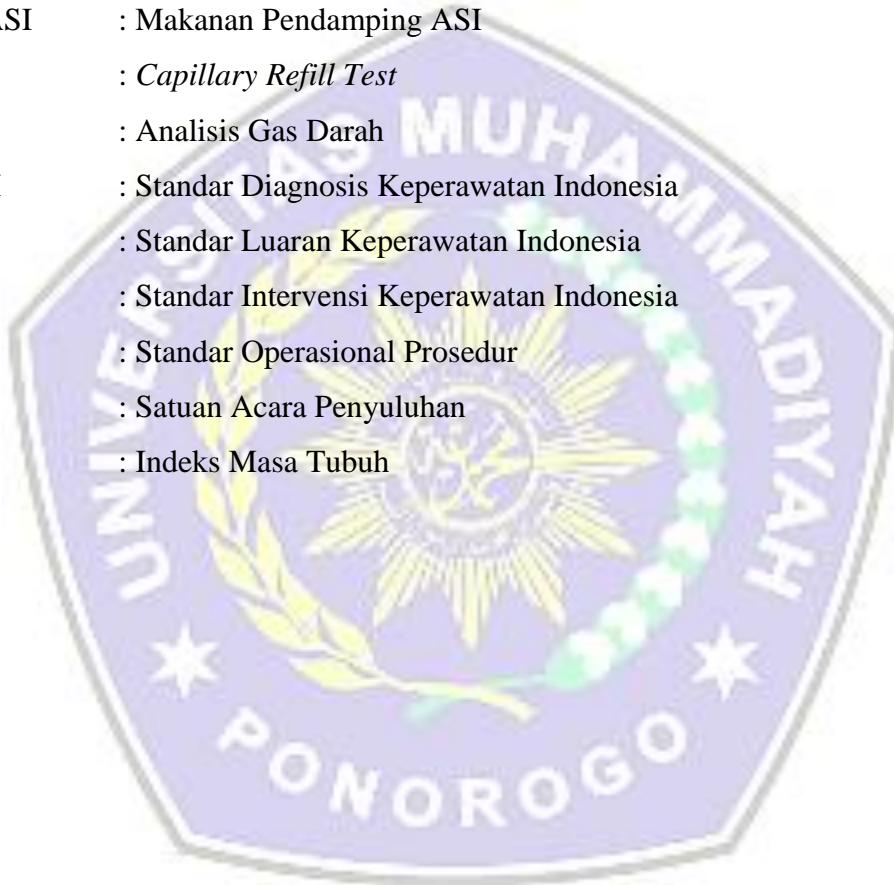 ASI : Makanan Pendamping ASI
: Capillary Refill Test
: Analisis Gas Darah
I : Standar Diagnosis Keperawatan Indonesia
: Standar Luaran Keperawatan Indonesia
: Standar Intervensi Keperawatan Indonesia
: Standar Operasional Prosedur
: Satuan Acara Penyuluhan
: Indeks Masa Tubuh
UNIVERSITAS MUHAMMADIYAH
PONOROGO